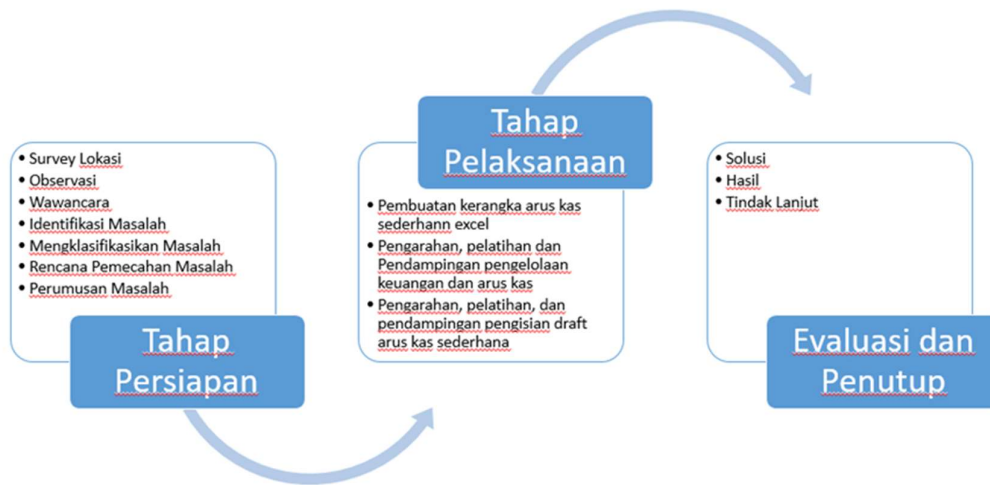 • Survey Lokasi
• Observasi
• Wawancara
• Identifikasi Masalah
• Mengklasifikasikan Masalah
• Rencana Pemecahan Masalah
• Perumusan Masalah
Tahap
Persiapan
Tahap
Pelaksanaan
• Pembuatan kerangka arus kas
sederhann excel
• Pengarahan, pelatihan dan
Pendampingan pengelolaan
keuangan dan arus kas
• Pengarahan, pelatihan, dan
pendampingan pengisian draft
arus kas sederhana
• Solusi
• Hasil
• Tindak Lanjut
Evaluasi dan
Penutup